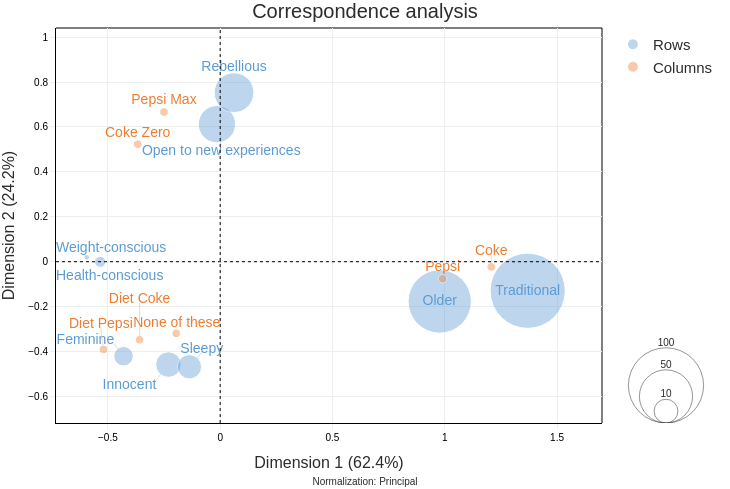 Correspondence analysis
Rows
Columns
Dimension 2 (24.2%)
1
0.8
0.6
0.4
0.2
0
−0.2
−0.4
−0.6
Rebellious
Pepsi Max
Coke Zero
Open to new experiences
Weight-conscious
Health-conscious
Coke
Pepsi
Older
Traditional
Diet Coke
Diet Pepsi
None of these
Feminine
Sleepy
Innocent
100
50
10
−0.5
0
0.5
1
1.5
Dimension 1 (62.4%)
Normalization: Principal